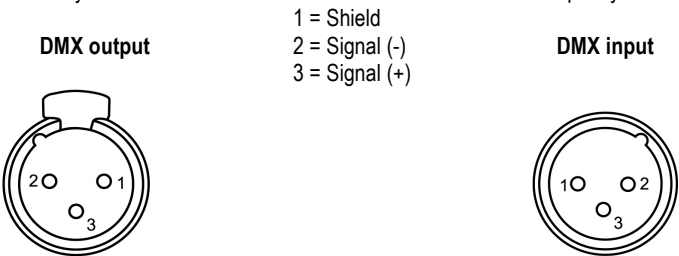 1 = Shield
DMX output
2 = Signal (-)
DMX input
3 = Signal (+)
2
1
3
1
2
3